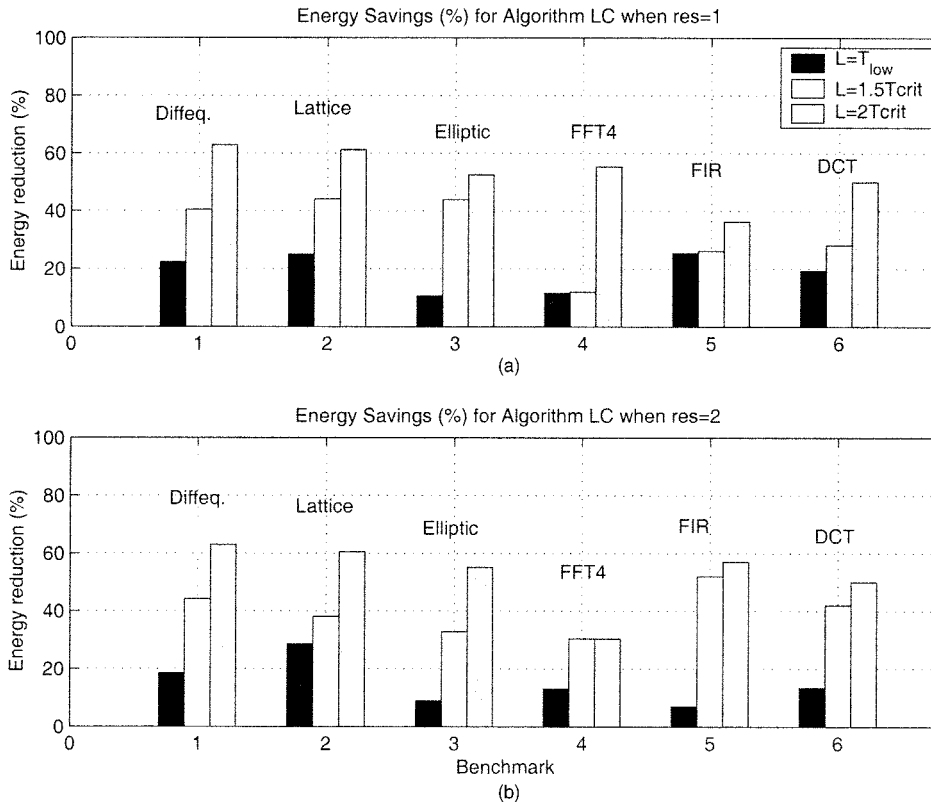 Energy Savings (%) for Algorithm LC when res=1
100
80
60
40
20
0
Energy reduction (%)
L=T_low
L=1.5Tcrit
L=2Tcrit
Diffeq.
Lattice
Elliptic
FFT4
FIR
DCT
0 1 2 3 4 5 6
(a)
Energy Savings (%) for Algorithm LC when res=2
100
80
60
40
20
0
Energy reduction (%)
Diffeq.
Lattice
Elliptic
FFT4
FIR
DCT
0 1 2 3 4 5 6
Benchmark
(b)